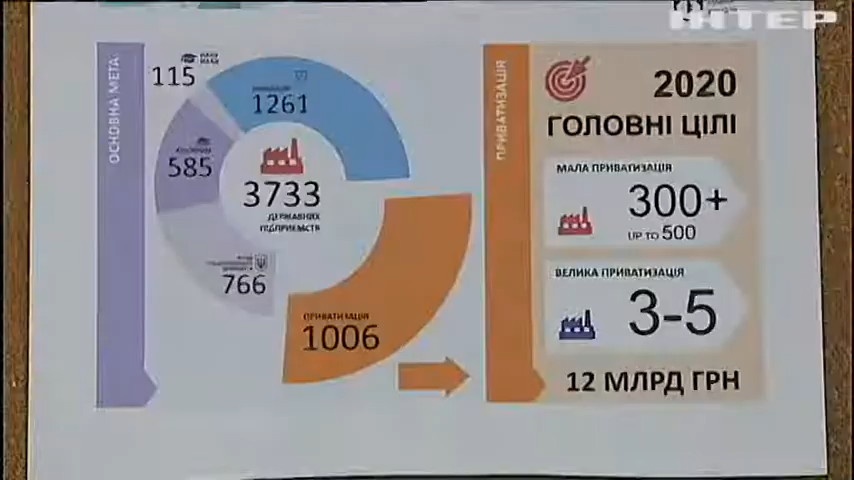 ІНТЕР
ОСНОВНА МЕТА:
115
1261
585
3733
ДЕРЖАВНИХ
ПІДПРИЄМСТВ
766
ПРИВАТИЗАЦІЯ
1006
ПРИВАТИЗАЦІЯ
2020
ГОЛОВНІ ЦІЛІ
МАЛА ПРИВАТИЗАЦІЯ
300+
UP TO 500
ВЕЛИКА ПРИВАТИЗАЦІЯ
3-5
12 МЛРД ГРН